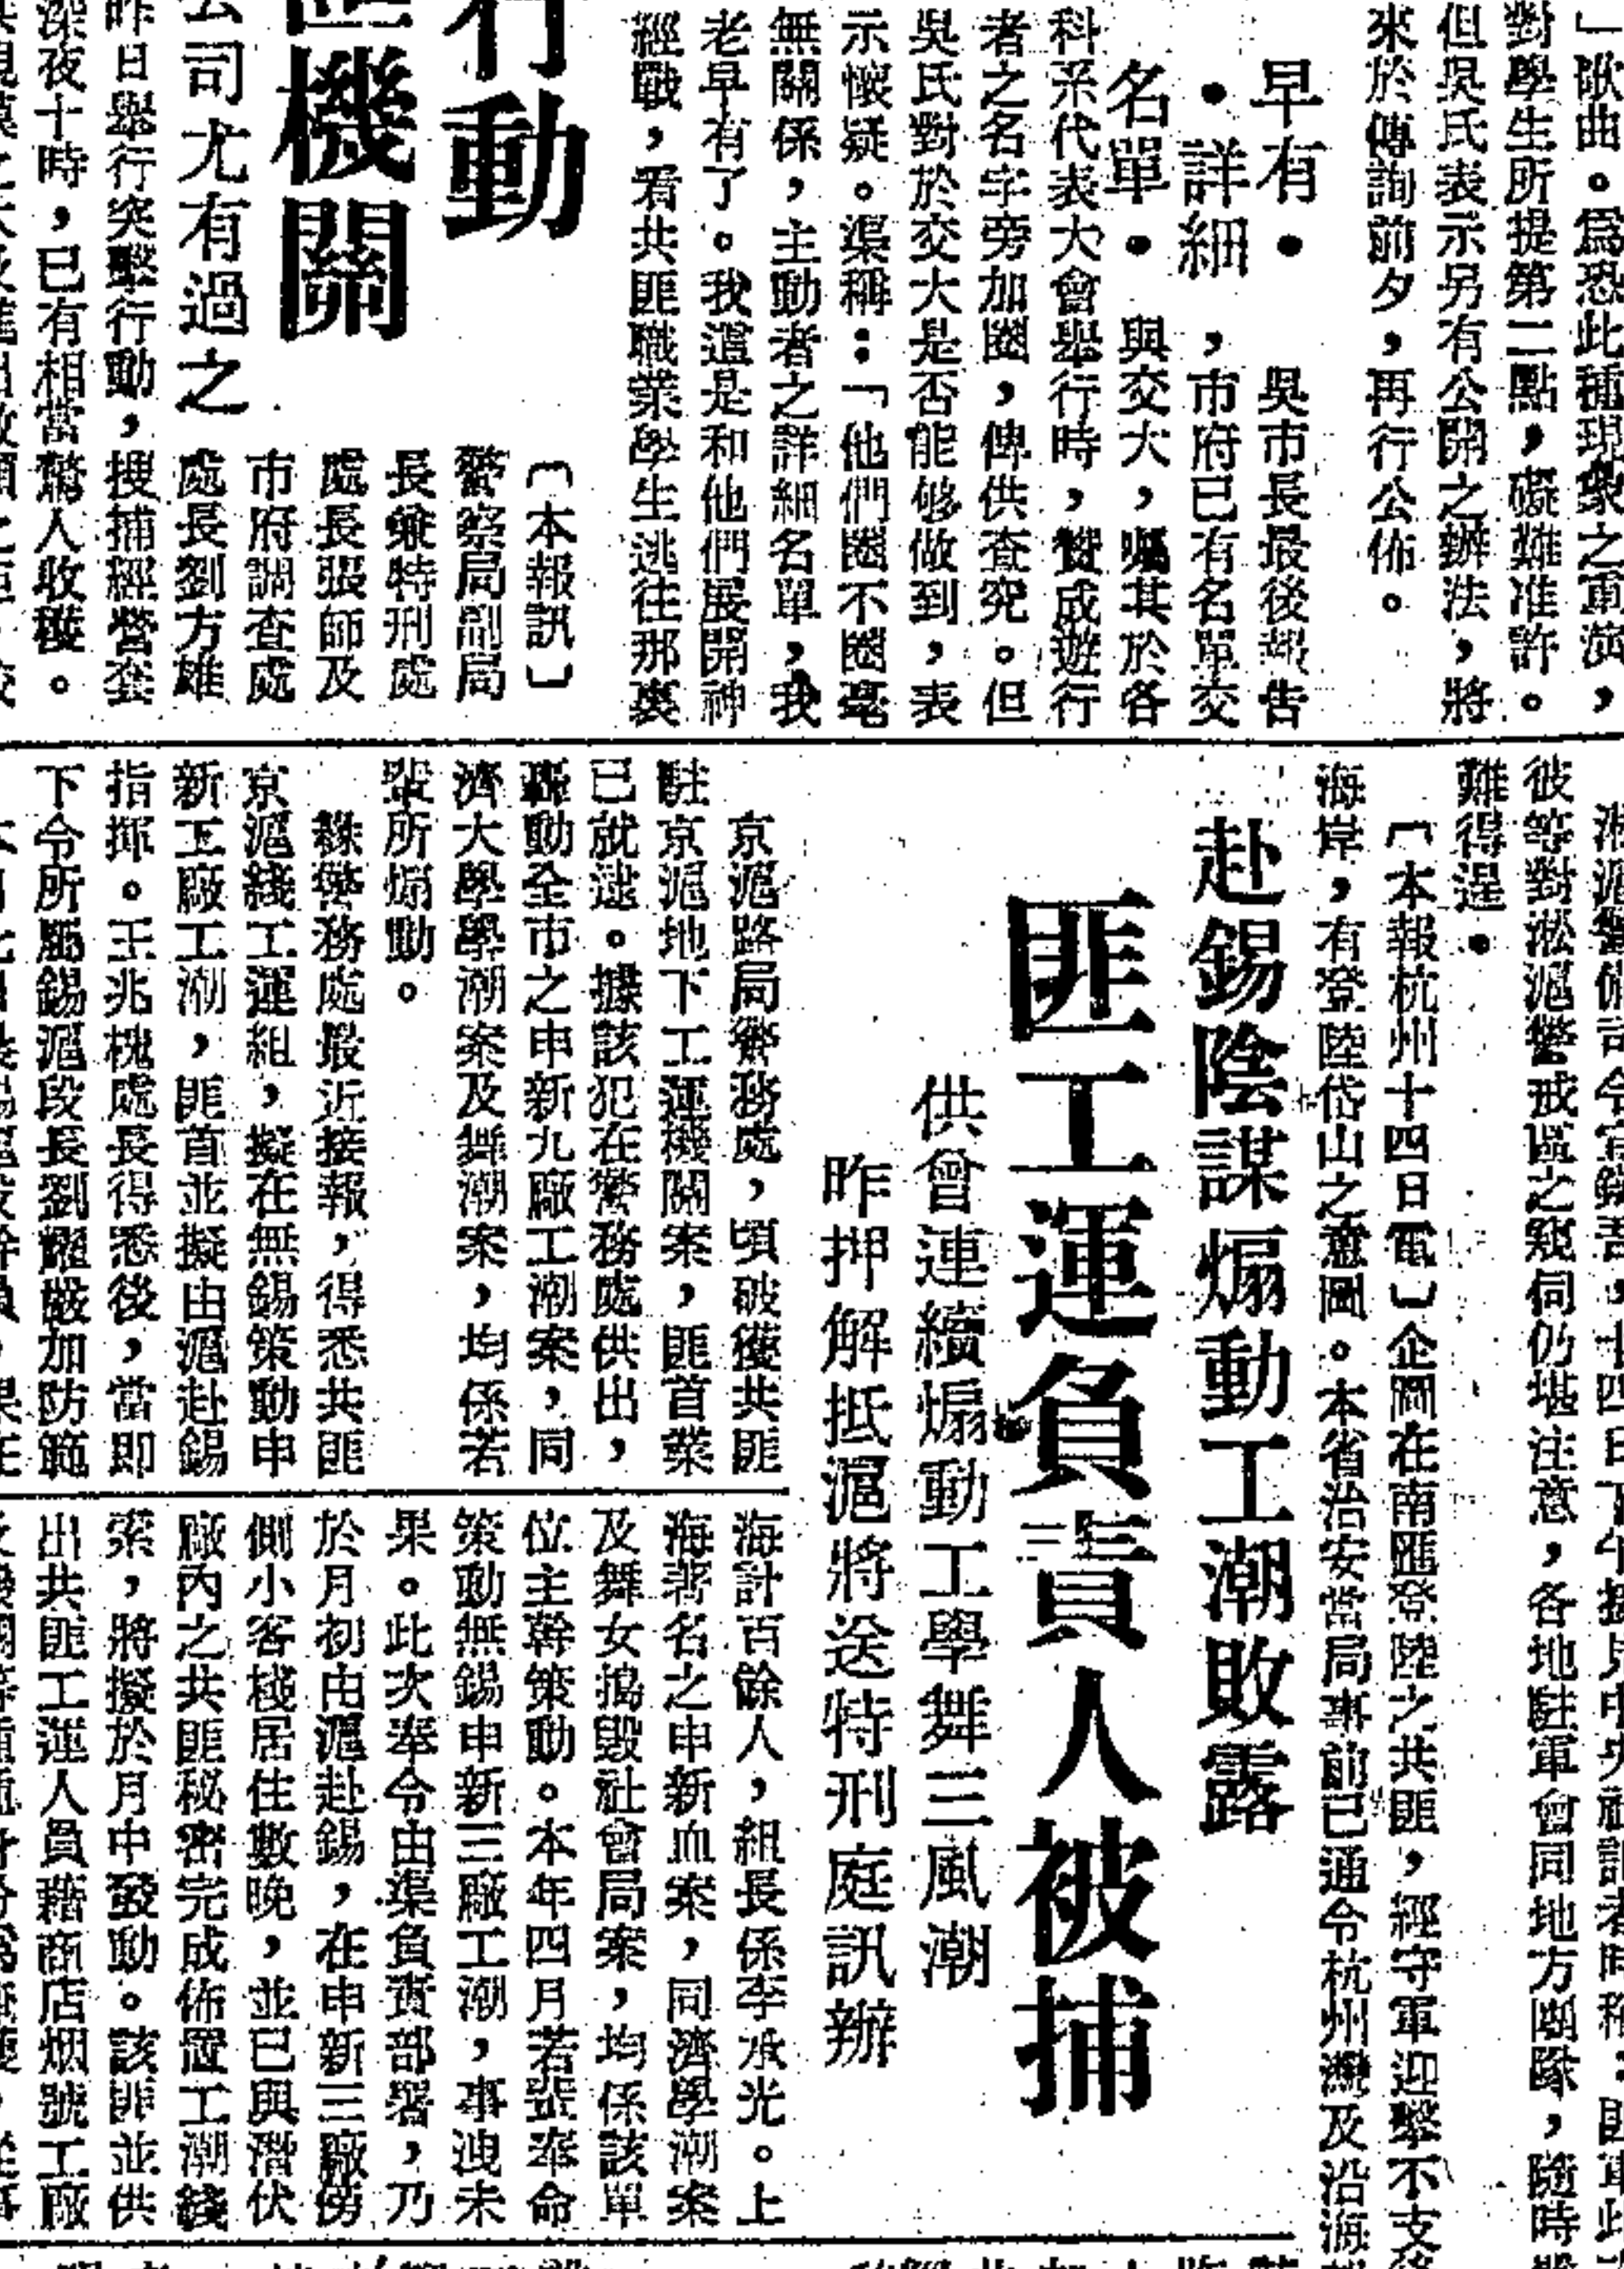 」歌曲。爲恐此種現象之重演，
對學生所提第二點，礙難准許。
但吳氏表示另有公開之辦法，將
來於傳詢前夕，再行公佈。
早有•
•詳細
名單•
吳市長最後報告
，市府已有名單交
與交大，囑其於各
科系代表大會舉行時，贊成遊行
者之名字旁加圈，俾供查究。但
吳氏對於交大是否能够做到，表
示懷疑。渠稱：「他們圈不圈毫
無關係，主動者之詳細名單，我
老早有了。我這是和他們展開神
經戰，看共匪職業學生逃往那裏
行動
機關
公司尤有過之
〔本報訊〕
警察局副局
長兼特刑處
處長張師及
市府調查處
處長劉方雄
昨日舉行突擊行動，搜捕經營套
深夜十時，已有相當驚人收穫。
彼等對淞滬警戒區之窺伺仍堪注意，各地駐軍會同地方團隊，隨時
難得逞。
〔本報杭州十四日電〕企圖在南匯登陸之共匪，經守軍迎擊不支後
海岸，有登陸岱山之意圖。本省治安當局事前已通令杭州灣及沿海
赴錫陰謀煽動工潮敗露
匪工運負責人被捕
供曾連續煽動工學舞三風潮
昨押解抵滬將送特刑庭訊辦
京滬路局警務處，頃破獲共匪
駐京滬地下工運機關案，匪首業
已就逮。據該犯在警務處供出，
轟動全市之申新九廠工潮案，同
濟大學學潮案及舞潮案，均係若
輩所煽動。
緣警務處最近接報，得悉共匪
京滬綫工運組，擬在無錫策動申
新工廠工潮，匪首並擬由滬赴錫
指揮。王兆槐處長得悉後，當即
下令所屬錫滬段長劉耀嚴加防範
海計百餘人，組長係李承光。上
海著名之申新血案，同濟學潮案
及舞女搗毀社會局案，均係該單
位主幹策動。本年四月若輩奉命
策動無錫申新三廠工潮，事洩未
果。此次奉令由渠負責部署，乃
於月初由滬赴錫，在申新三廠傍
側小客棧居住數晚，並已與潛伏
廠內之共匪秘密完成佈置工潮綫
索，將擬於月中發動。該匪並供
出共匪工運人員藉商店烟號工廠